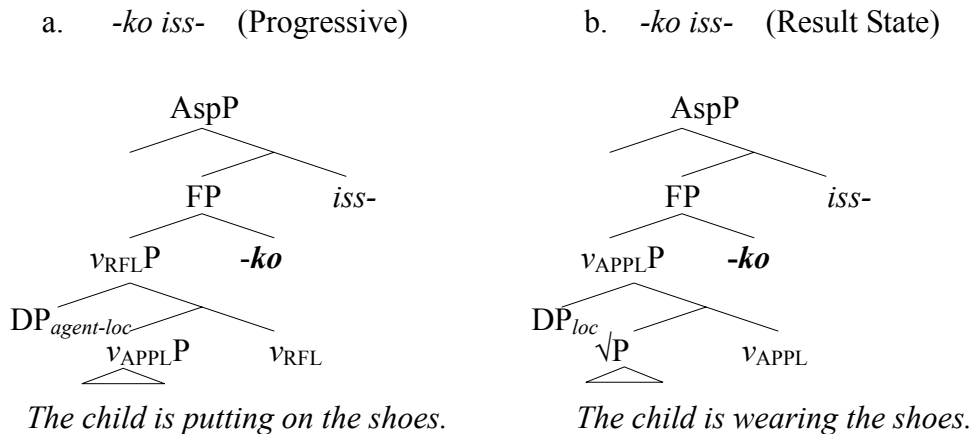 a. -ko iss- (Progressive) b. -ko iss- (Result State)
AspP AspP
FP iss- FP iss-
vRFLP -ko vAPPLP -ko
DPagent-loc DPloc
vAPPLP vRFL √P vAPPL
The child is putting on the shoes. The child is wearing the shoes.